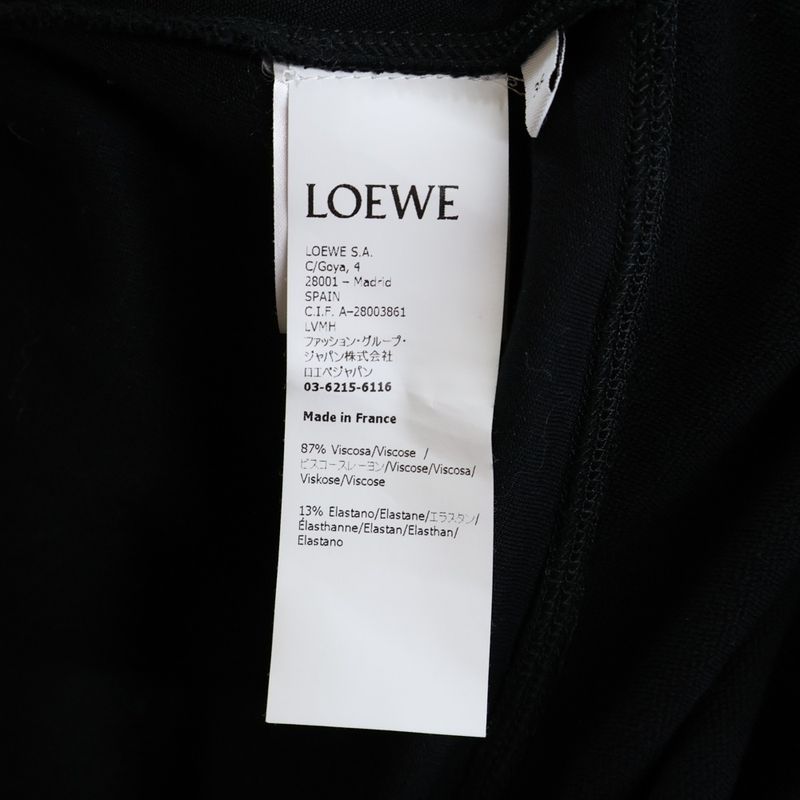 LOEWE
LOEWE S.A.
C/Goya, 4
28001 – Madrid
SPAIN
C.I.F. A-28003861
LVMH
ファッション・グループ・
ジャパン株式会社
ロエベジャパン
03-6215-6116
Made in France
87% Viscosa/Viscose /
ビスコースレーヨン/Viscose/Viscosa/
Viskose/Viscose
13% Elastano/Elastane/エラスタン/
Élasthanne/Elastan/Elasthan/
Elastano